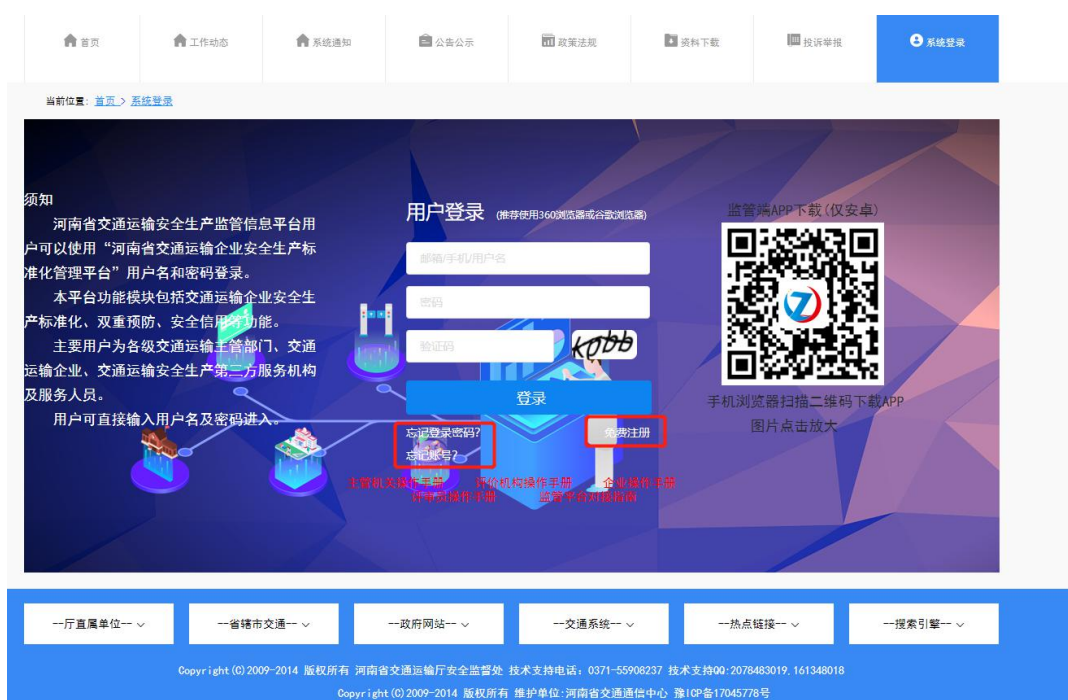 首页
工作动态
系统通知
公告公示
政策法规
资料下载
投诉举报
系统登录
当前位置: 首页 > 系统登录
须知
河南省交通运输安全生产监管信息平台用
户可以使用“河南省交通运输企业安全生产标
准化管理平台”用户名和密码登录。
本平台功能模块包括交通运输企业安全生
产标准化、双重预防、安全信用等功能。
主要用户为各级交通运输主管部门、交通
运输企业、交通运输安全生产第三方服务机构
及服务人员。
用户可直接输入用户名及密码进入。
用户登录 (推荐使用360浏览器或谷歌浏览器)
邮箱/手机/用户名
密码
验证码 kobb
登录
忘记登录密码? 免费注册
忘记账号?
主管机关操作手册 评价机构操作手册 企业操作手册
评审员操作手册 监管平台对接指南
监管端APP下载(仅安卓)
手机浏览器扫描二维码下载APP
图片点击放大
--厅直属单位--
--省辖市交通--
--政府网站--
--交通系统--
--热点链接--
--搜索引擎--
Copyright(C)2009-2014 版权所有 河南省交通运输厅安全监督处 技术支持电话: 0371-55908237 技术支持QQ:2078483019,161348018
Copyright(C)2009-2014 版权所有 维护单位:河南省交通通信中心 豫ICP备17045778号